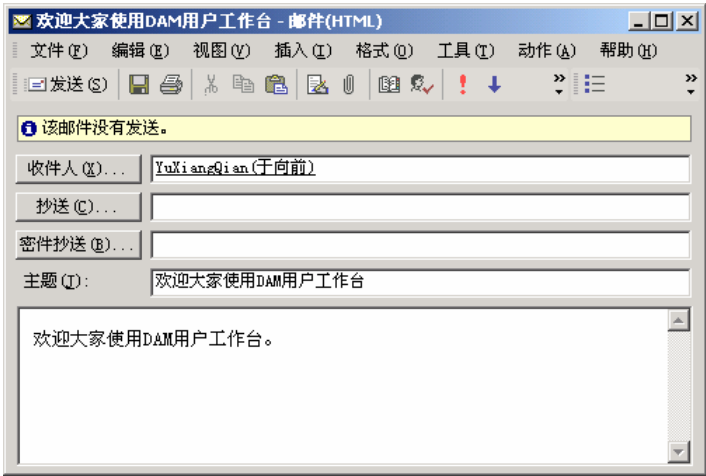 欢迎大家使用DAM用户工作台 - 邮件(HTML)
文件(F) 编辑(E) 视图(V) 插入(I) 格式(O) 工具(T) 动作(A) 帮助(H)
发送(S)
该邮件没有发送。
收件人(X)... YuXiangQian(于向前)
抄送(C)...
密件抄送(B)...
主题(J): 欢迎大家使用DAM用户工作台
欢迎大家使用DAM用户工作台。